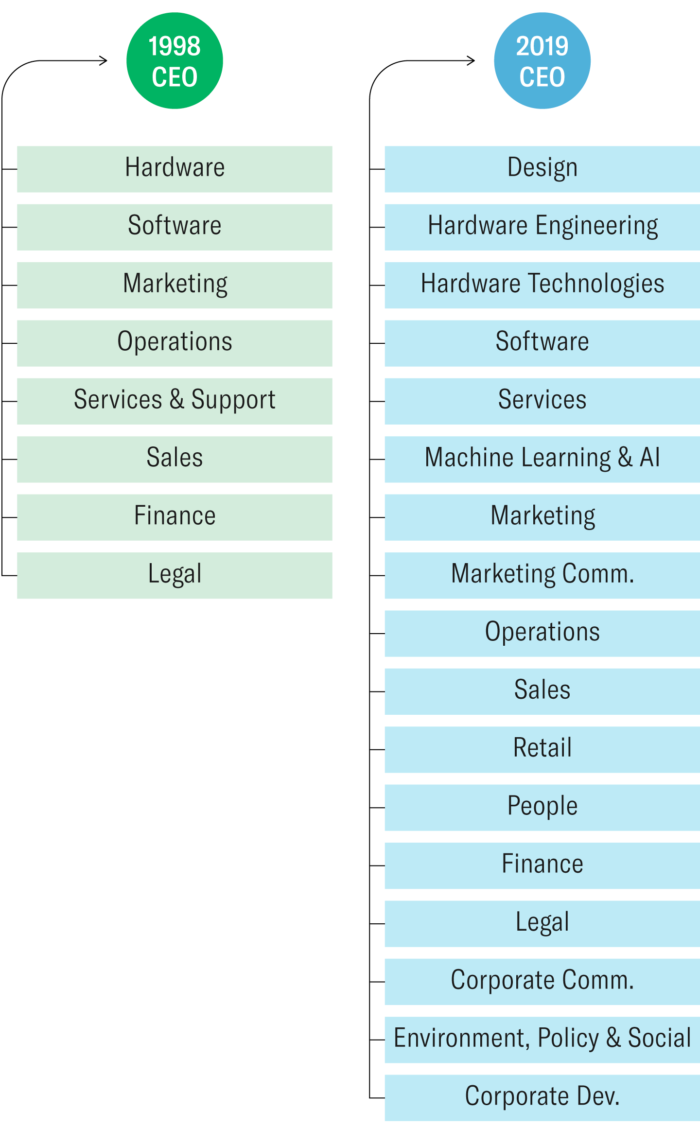 1998
CEO
Hardware
Software
Marketing
Operations
Services & Support
Sales
Finance
Legal
2019
CEO
Design
Hardware Engineering
Hardware Technologies
Software
Services
Machine Learning & AI
Marketing
Marketing Comm.
Operations
Sales
Retail
People
Finance
Legal
Corporate Comm.
Environment, Policy & Social
Corporate Dev.